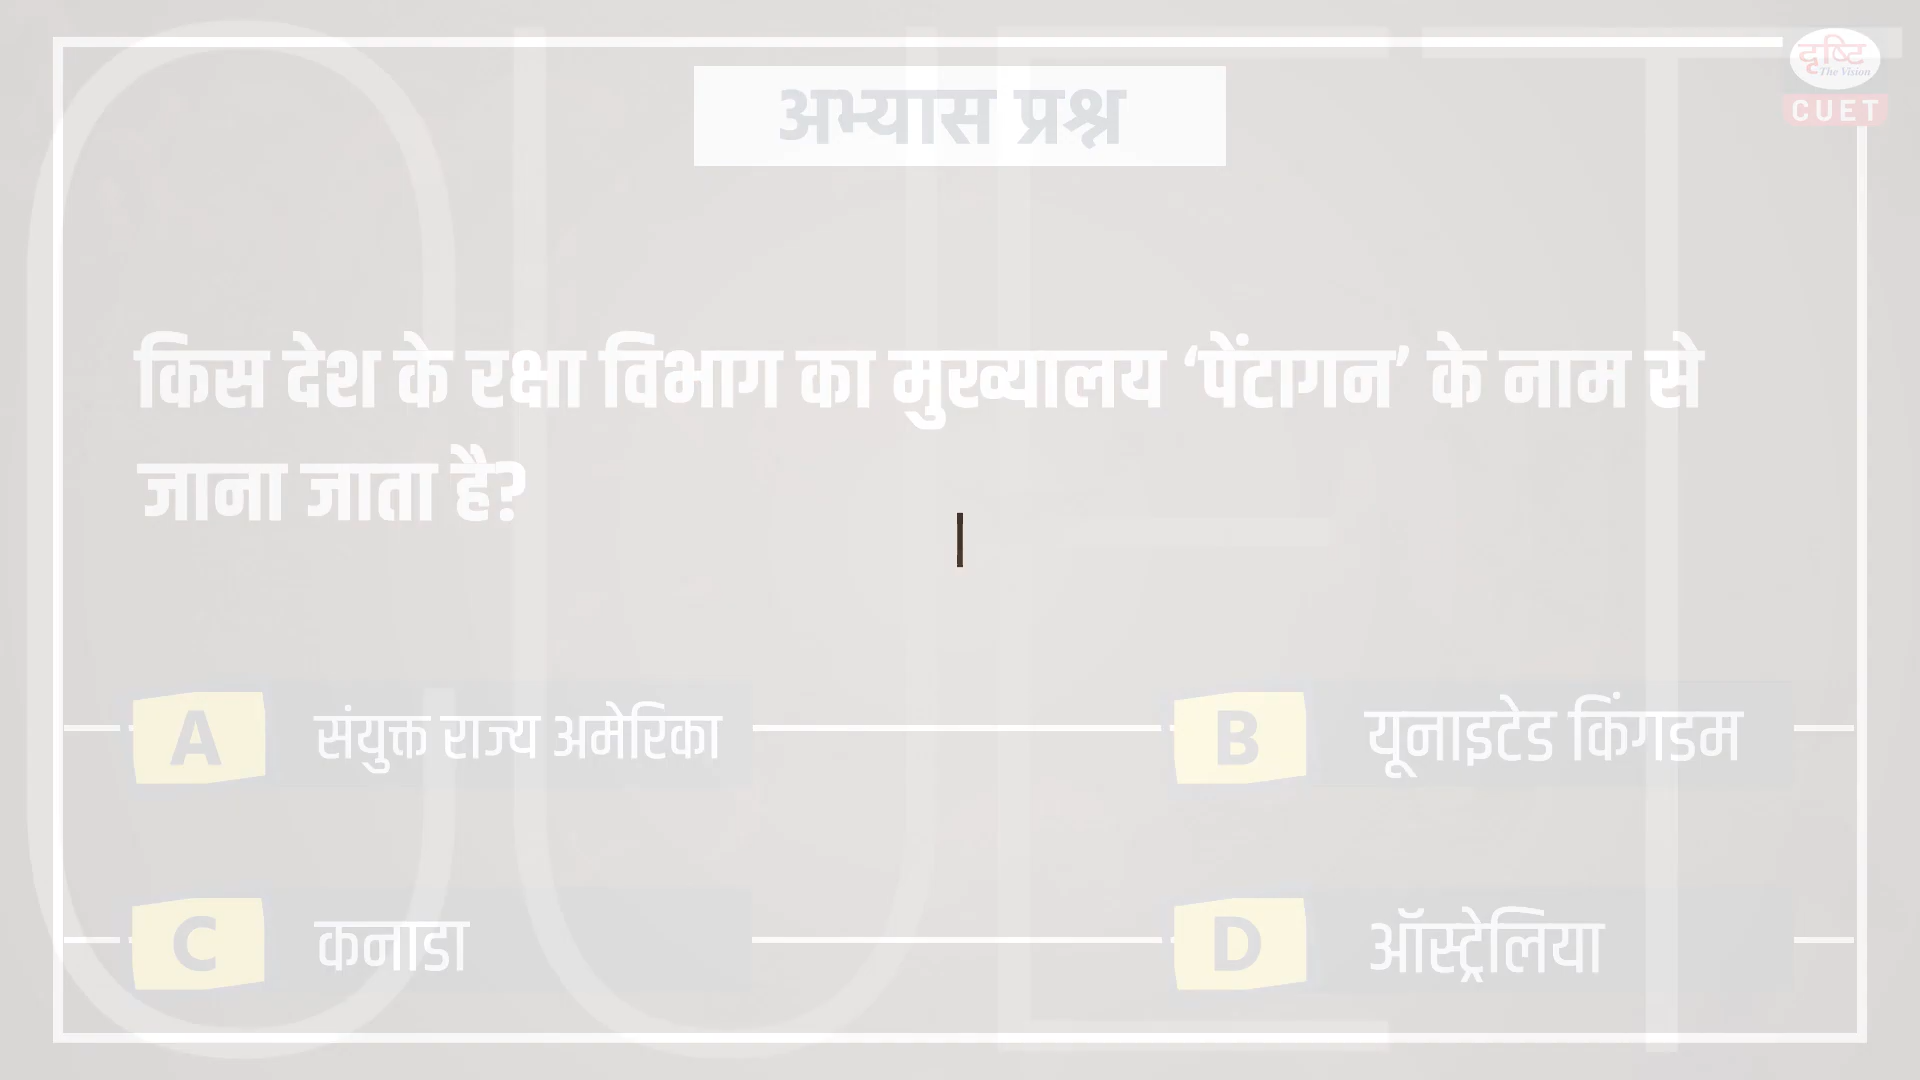 दृष्टि
The Vision
CUET
अभ्यास प्रश्न
किस देश के रक्षा विभाग का मुख्यालय ‘पेंटागन’ के नाम से
जाना जाता है?
A संयुक्त राज्य अमेरिका
B यूनाइटेड किंगडम
C कनाडा
D ऑस्ट्रेलिया